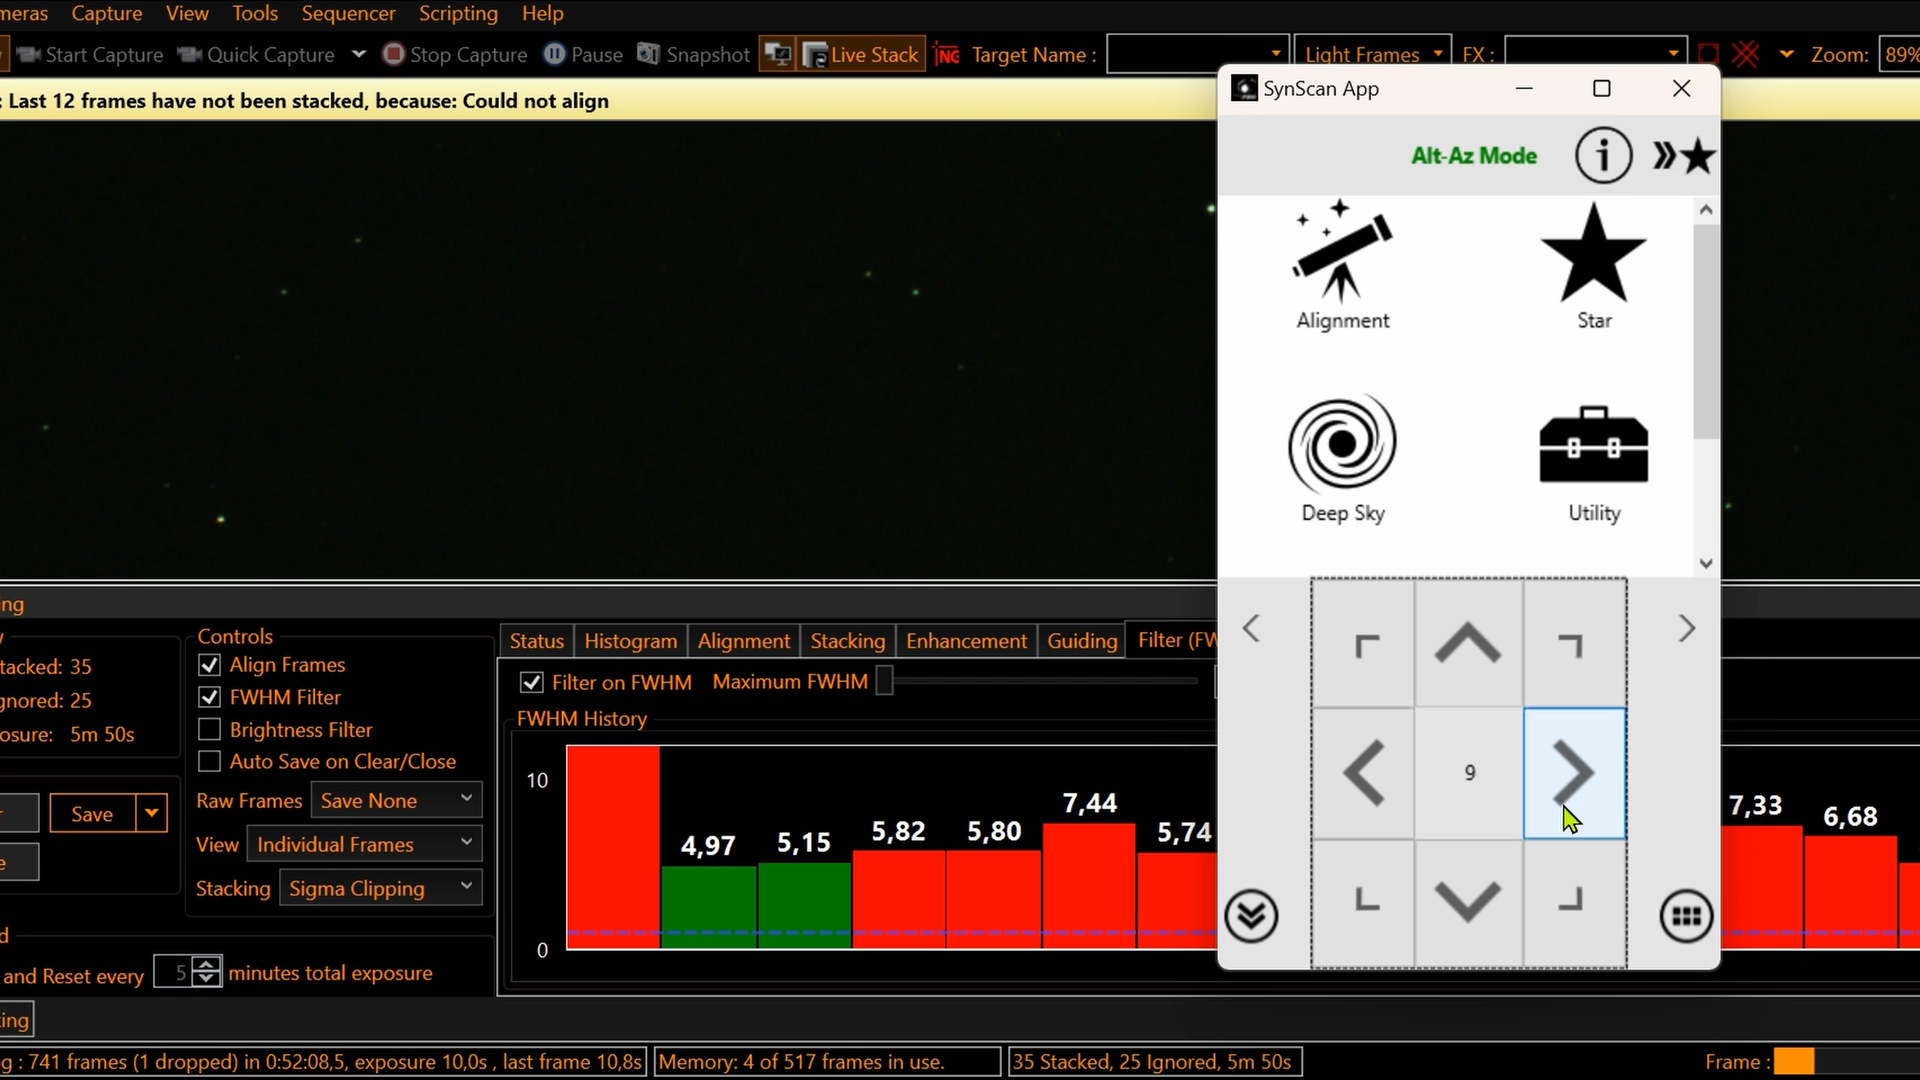 neras Capture View Tools Sequencer Scripting Help
Start Capture Quick Capture Stop Capture Pause Snapshot Live Stack Target Name : Light Frames FX : Zoom: 89%
: Last 12 frames have not been stacked, because: Could not align
SynScan App
Alt-Az Mode
Alignment Star
Deep Sky Utility
9
ing
Controls
tacked: 35
gnored: 25
osure: 5m 50s
Align Frames
FWHM Filter
Brightness Filter
Auto Save on Clear/Close
Raw Frames Save None
View Individual Frames
Stacking Sigma Clipping
Save
e
d
and Reset every 5 minutes total exposure
Status Histogram Alignment Stacking Enhancement Guiding Filter (FW
Filter on FWHM Maximum FWHM
FWHM History
10
0
4,97 5,15 5,82 5,80 7,44 5,74 7,33 6,68
ing
g : 741 frames (1 dropped) in 0:52:08,5, exposure 10,0s , last frame 10,8s Memory: 4 of 517 frames in use. 35 Stacked, 25 Ignored, 5m 50s Frame :